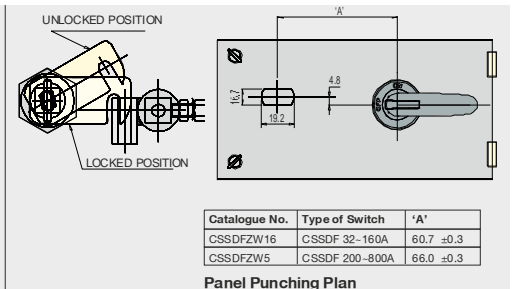 UNLOCKED POSITION
'A'
4.8
16,7
19.2
LOCKED POSITION
Catalogue No. Type of Switch 'A'
CSSDFZW16 CSSDF 32~160A 60.7 ±0.3
CSSDFZW5 CSSDF 200~800A 66.0 ±0.3
Panel Punching Plan